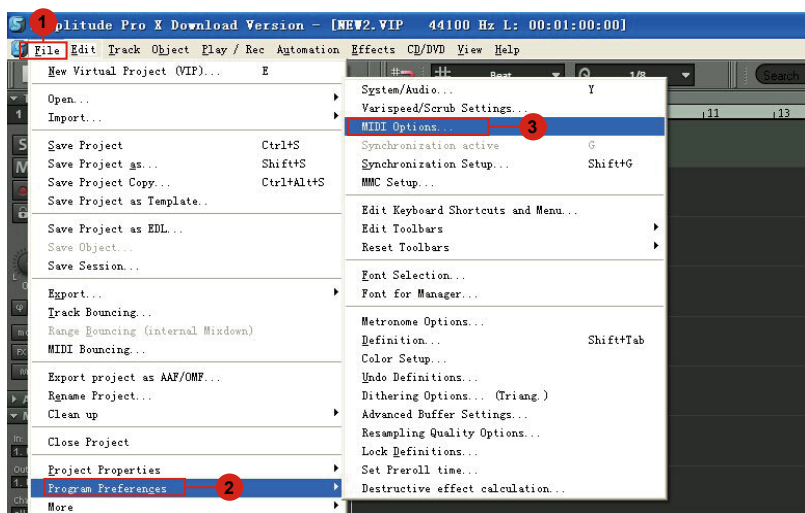 1
plitude Pro X Download Version - [NEW2.VIP 44100 Hz L: 00:01:00:00]
File Edit Track Object Play / Rec Automation Effects CD/DVD View Help
Beat 1/8 Search
New Virtual Project (VIP)... E
Open...
Import...
Save Project Ctrl+S
Save Project as... Shift+S
Save Project Copy... Ctrl+Alt+S
Save Project as Template..
Save Project as EDL...
Save Object...
Save Session...
Export...
Track Bouncing...
Range Bouncing (internal Mixdown)
MIDI Bouncing...
Export project as AAF/OMF...
Rename Project...
Clean up
Close Project
Project Properties
Program Preferences 2
More
System/Audio... Y
Varispeed/Scrub Settings...
MIDI Options... 3
Synchronization active G
Synchronization Setup... Shift+G
MMC Setup...
Edit Keyboard Shortcuts and Menu...
Edit Toolbars
Reset Toolbars
Font Selection...
Font for Manager...
Metronome Options...
Definition... Shift+Tab
Color Setup...
Undo Definitions...
Dithering Options... (Triang.)
Advanced Buffer Settings...
Resampling Quality Options...
Lock Definitions...
Set Preroll time...
Destructive effect calculation...
11 13
1
S
M
In: